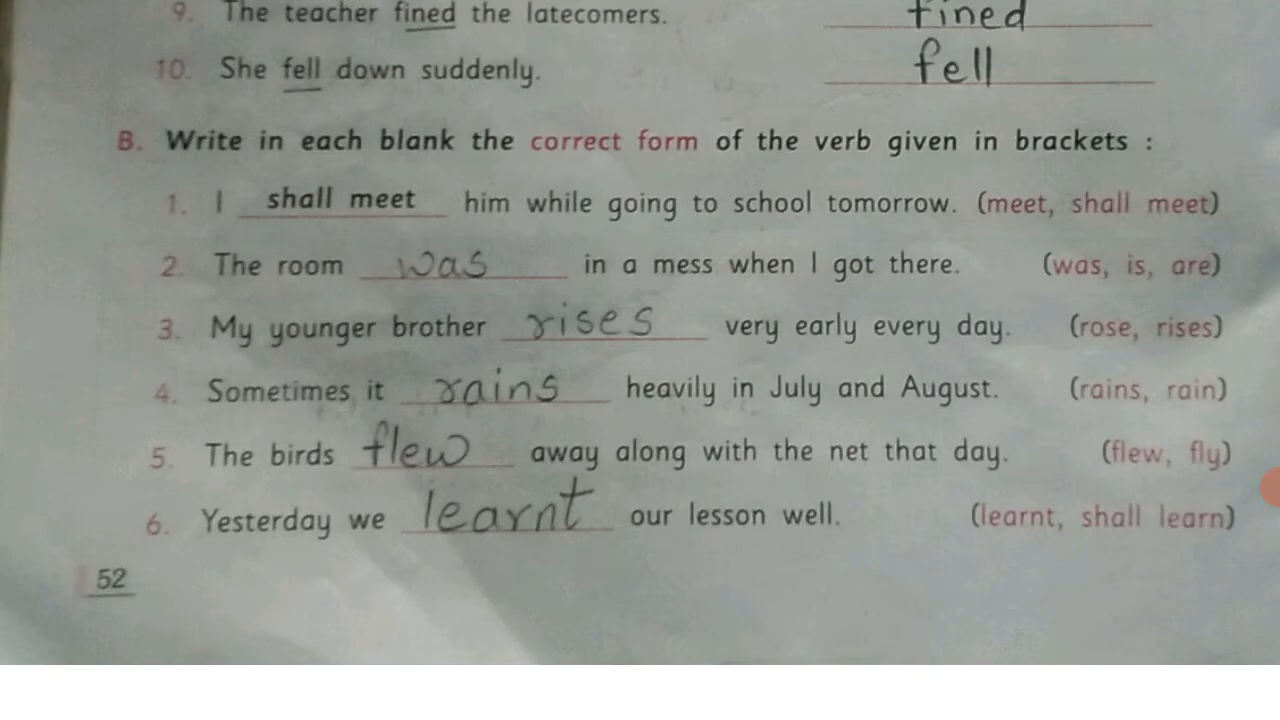 9. The teacher fined the latecomers. fined
10. She fell down suddenly. fell
B. Write in each blank the correct form of the verb given in brackets :
1. I shall meet him while going to school tomorrow. (meet, shall meet)
2. The room was in a mess when I got there. (was, is, are)
3. My younger brother rises very early every day. (rose, rises)
4. Sometimes it rains heavily in July and August. (rains, rain)
5. The birds flew away along with the net that day. (flew, fly)
6. Yesterday we learnt our lesson well. (learnt, shall learn)
52